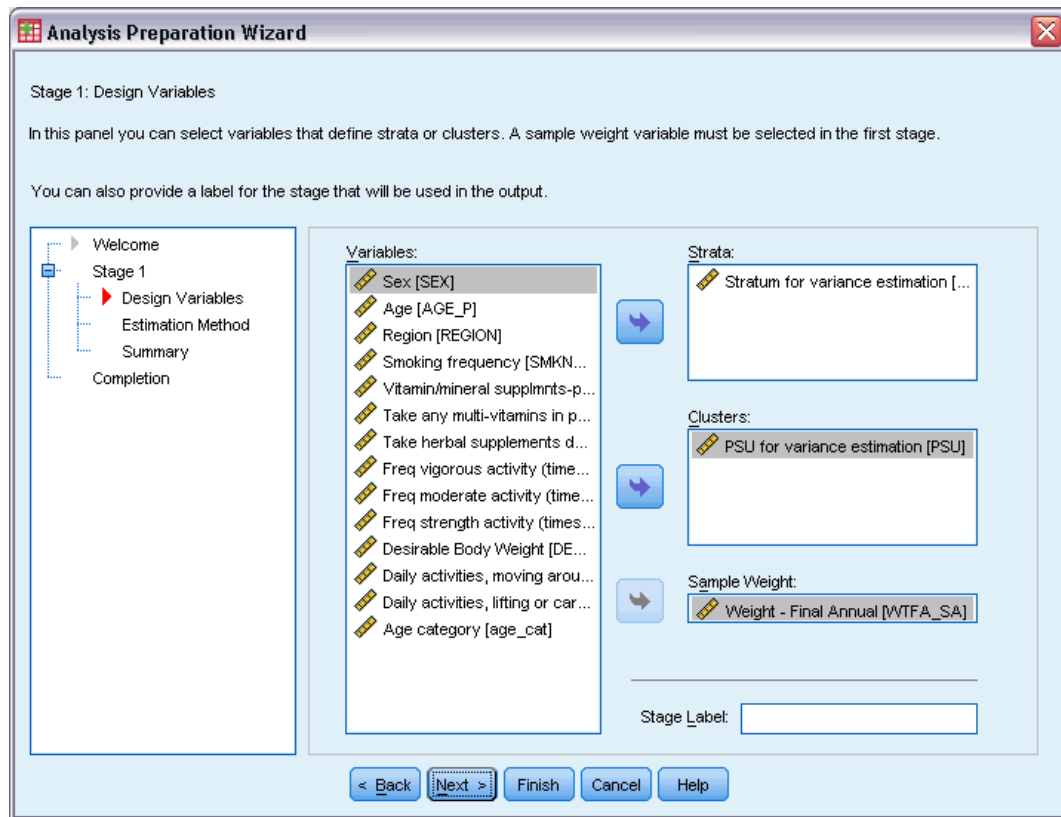 Analysis Preparation Wizard
Stage 1: Design Variables
In this panel you can select variables that define strata or clusters. A sample weight variable must be selected in the first stage.
You can also provide a label for the stage that will be used in the output.
Welcome
Stage 1
Design Variables
Estimation Method
Summary
Completion
Variables:
Sex [SEX]
Age [AGE_P]
Region [REGION]
Smoking frequency [SMKN...
Vitamin/mineral supplmnts-p...
Take any multi-vitamins in p...
Take herbal supplements d...
Freq vigorous activity (time...
Freq moderate activity (time...
Freq strength activity (times...
Desirable Body Weight [DE...
Daily activities, moving arou...
Daily activities, lifting or car...
Age category [age_cat]
Strata:
Stratum for variance estimation [...
Clusters:
PSU for variance estimation [PSU]
Sample Weight:
Weight - Final Annual [WTFA_SA]
Stage Label:
< Back
Next >
Finish
Cancel
Help